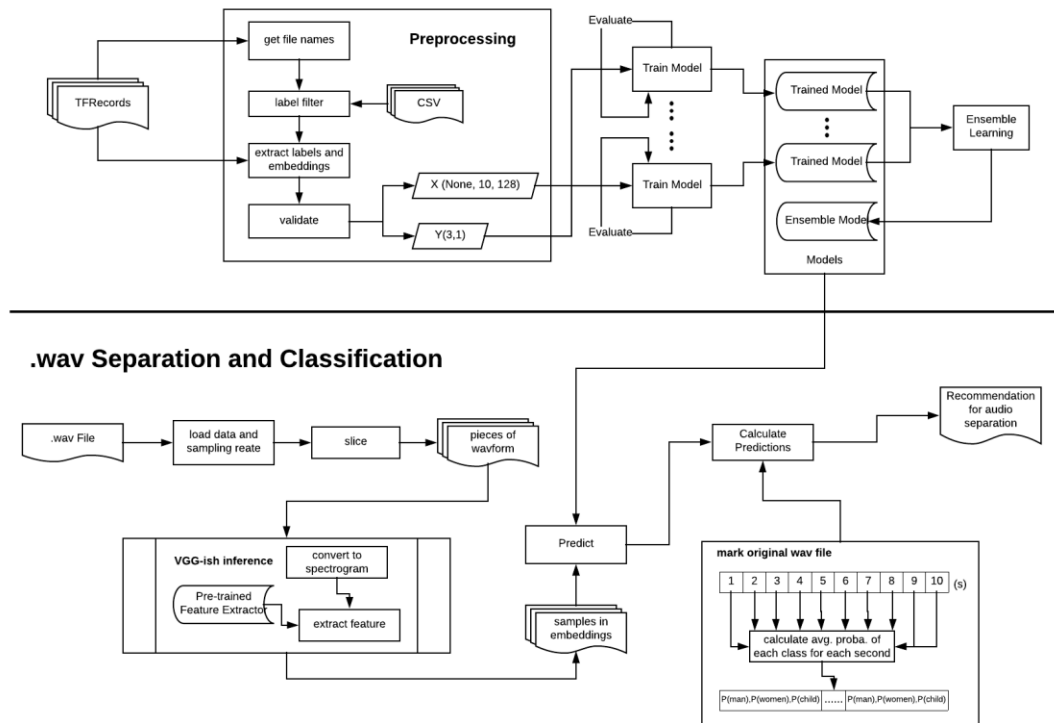 Preprocessing
get file names
TFRecords
label filter
CSV
extract labels and
embeddings
validate
X (None, 10, 128)
Y(3,1)
Evaluate
Train Model
Train Model
Evaluate
Trained Model
Trained Model
Ensemble Mode
Models
Ensemble
Learning
.wav Separation and Classification
.wav File
load data and
sampling reate
slice
pieces of
wavform
Calculate
Predictions
Recommendation
for audio
separation
VGG-ish inference
convert to
spectrogram
Pre-trained
Feature Extractor
extract feature
Predict
samples in
embeddings
mark original wav file
1 2 3 4 5 6 7 8 9 10 (s)
calculate avg. proba. of
each class for each second
P(man),P(women),P(child) ...... P(man),P(women),P(child)